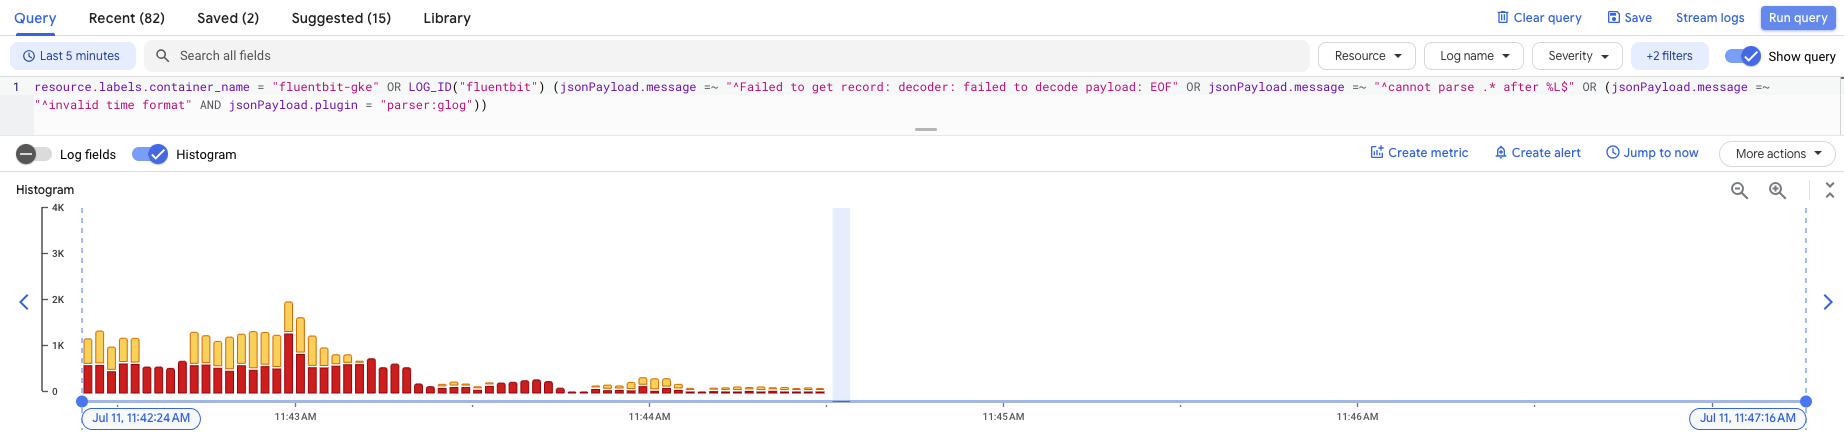 Query Recent (82) Saved (2) Suggested (15) Library Clear query Save Stream logs Run query
Last 5 minutes Search all fields Resource Log name Severity +2 filters Show query
1 resource.labels.container_name = "fluentbit-gke" OR LOG_ID("fluentbit") (jsonPayload.message =~ "^Failed to get record: decoder: failed to decode payload: EOF" OR jsonPayload.message =~ "^cannot parse .* after %L$" OR (jsonPayload.message =~
"^invalid time format" AND jsonPayload.plugin = "parser:glog"))
Log fields Histogram Create metric Create alert Jump to now More actions
Histogram
4K
3K
2K
1K
0
Jul 11, 11:42:24 AM 11:43 AM 11:44 AM 11:45 AM 11:46 AM Jul 11, 11:47:16 AM